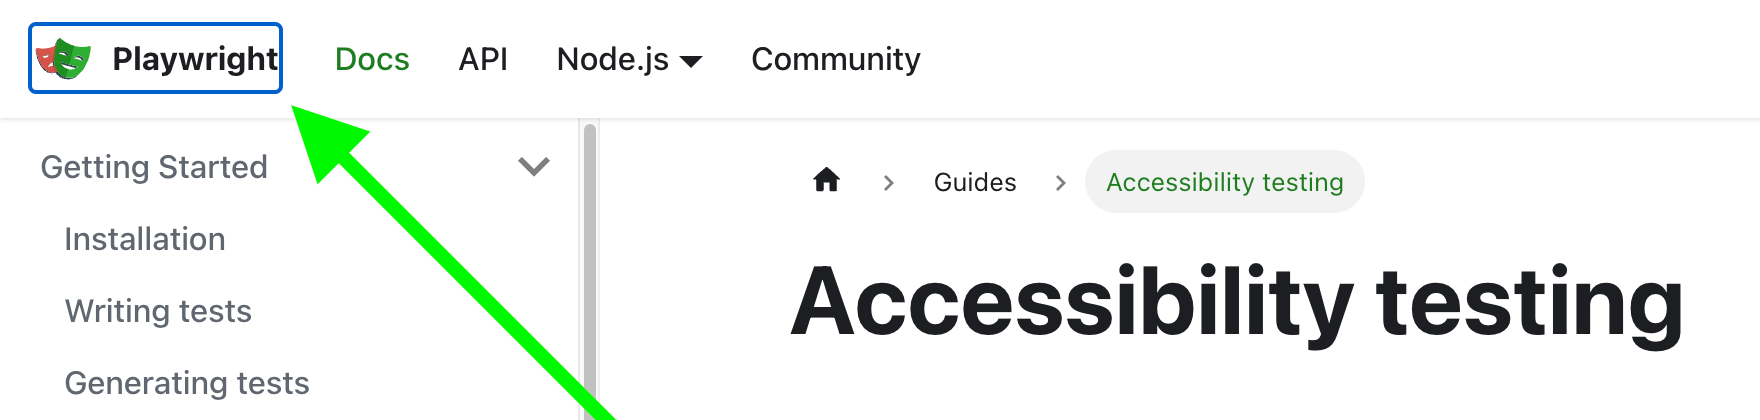 Playwright Docs API Node.js Community
Getting Started
Installation
Writing tests
Generating tests
Guides Accessibility testing
Accessibility testing